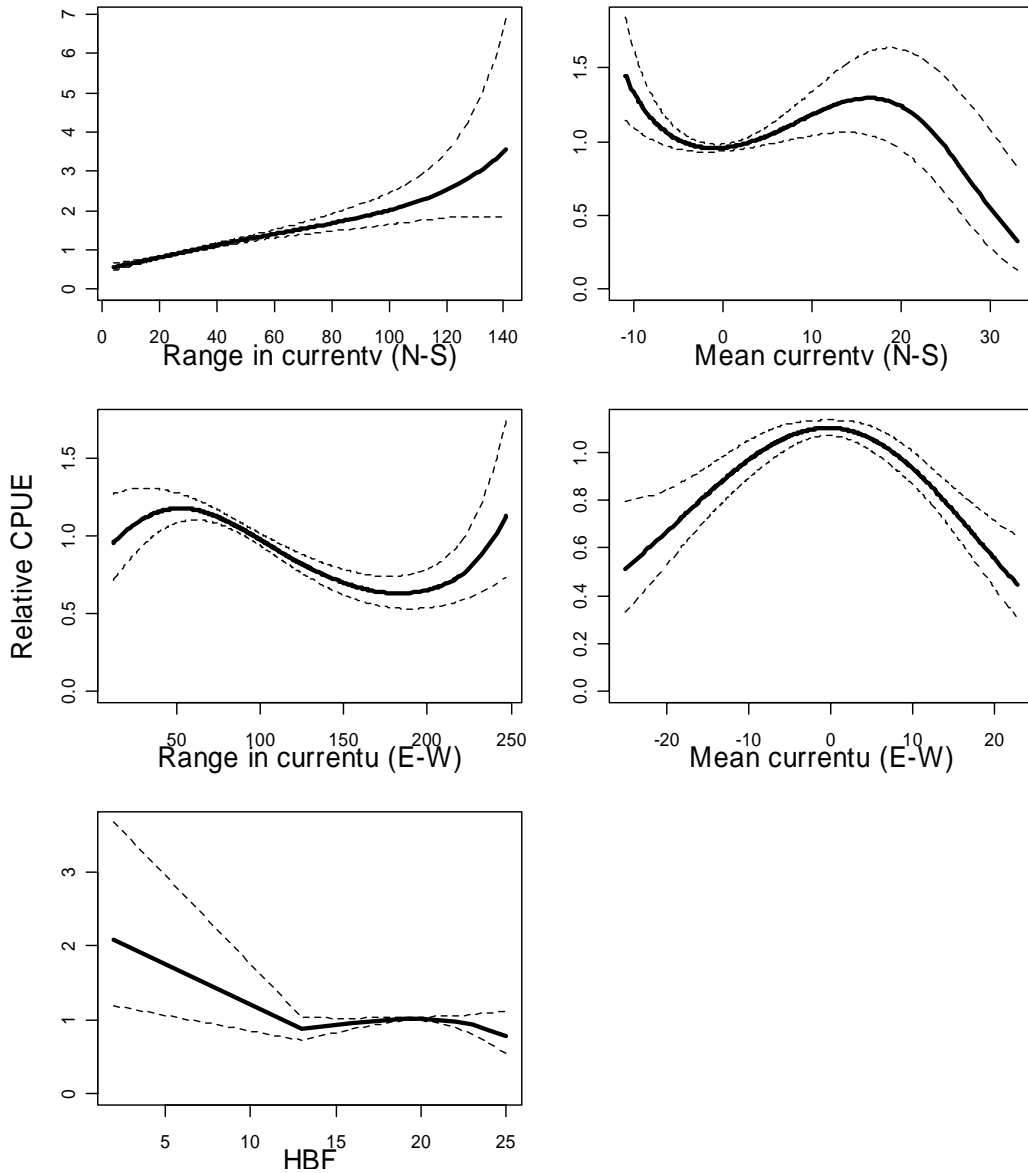 0 1 2 3 4 5 6 7
0 20 40 60 80 100 120 140
Range in currentv (N-S)
0.0 0.5 1.0 1.5
-10 0 10 20 30
Mean currentv (N-S)
Relative CPUE
0.0 0.5 1.0 1.5
50 100 150 200 250
Range in currentu (E-W)
0.0 0.2 0.4 0.6 0.8 1.0
-20 -10 0 10 20
Mean currentu (E-W)
0 1 2 3
5 10 15 20 25
HBF